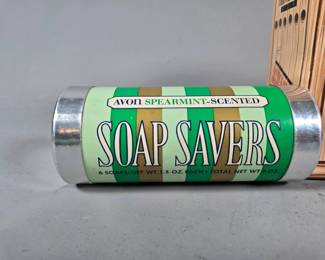 AVON SPEARMINT-SCENTED
SOAP SAVERS
6 SOAPS-NET WT. 1.5 OZ. EACH • TOTAL NET WT. 9 OZ.